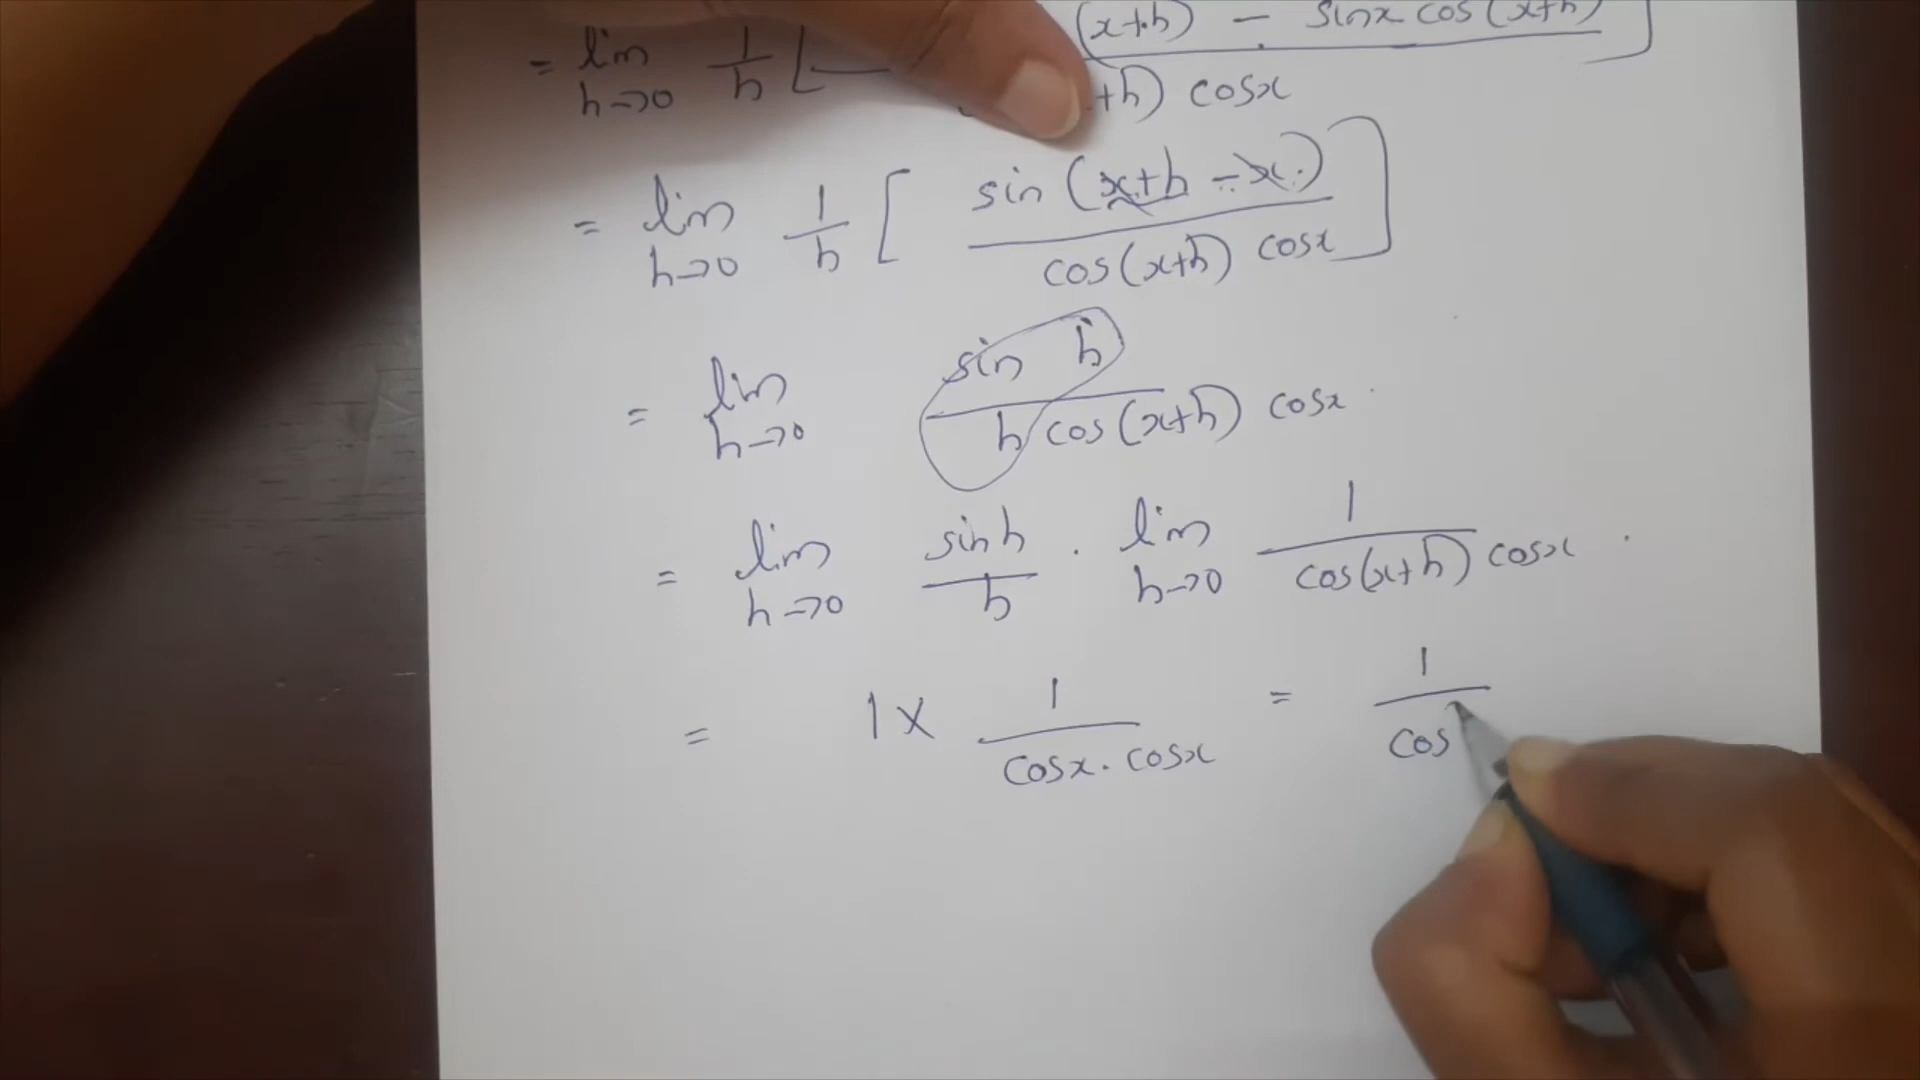 = lim h→0 1/h [ (x+h) − sinx cos(x+h) / +h) cosx ]
= lim h→0 1/h [ sin (x+h −x) / cos(x+h) cosx ]
= lim h→0 sin h / h cos (x+h) cosx
= lim h→0 sinh / h . lim h→0 1 / cos(x+h) cosx .
= 1 × 1 / cosx . cosx = 1 / cos